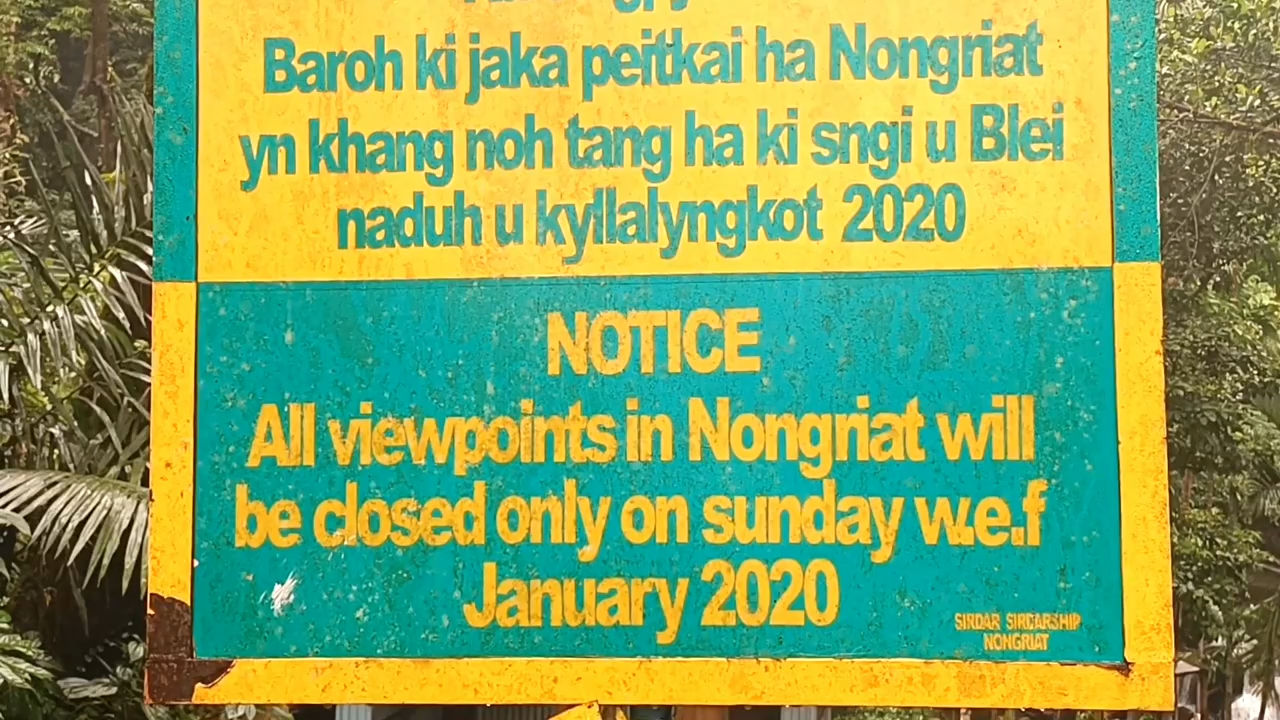 Baroh ki jaka peitkai ha Nongriat
yn khang noh tang ha ki sngi u Blei
naduh u kyllalyngkot 2020
NOTICE
All viewpoints in Nongriat will
be closed only on sunday w.e.f
January 2020
SIRDAR SIRDARSHIP
NONGRIAT